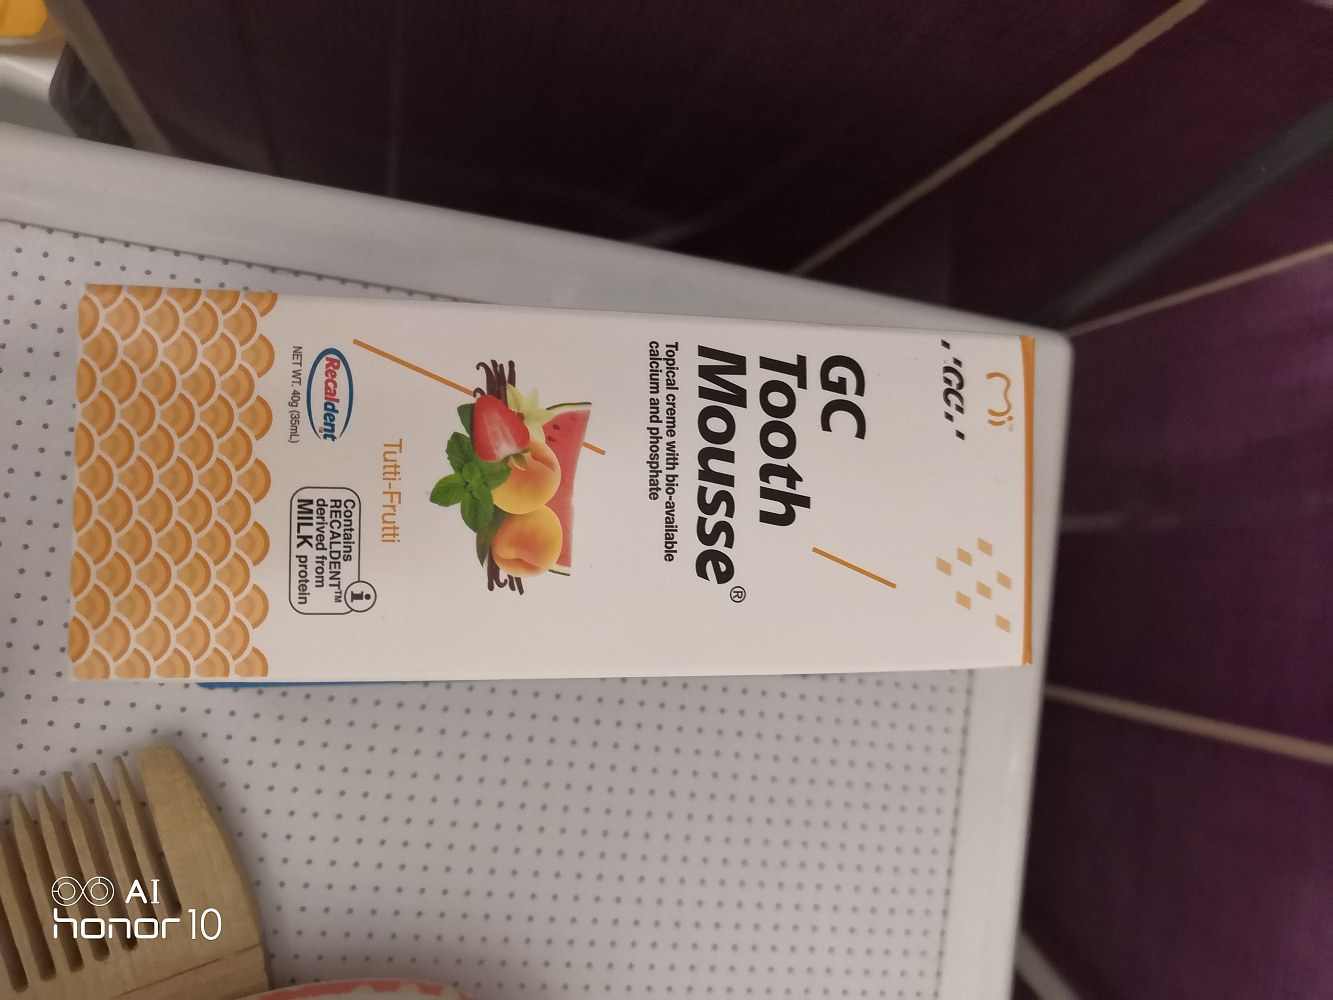 'GC'
GC
Tooth
Mousse®
Topical creme with bio-available
calcium and phosphate
Tutti-Frutti
Recaldent
NET WT. 40g (35mL)
i
Contains
RECALDENT™
derived from
MILK protein
AI
honor 10